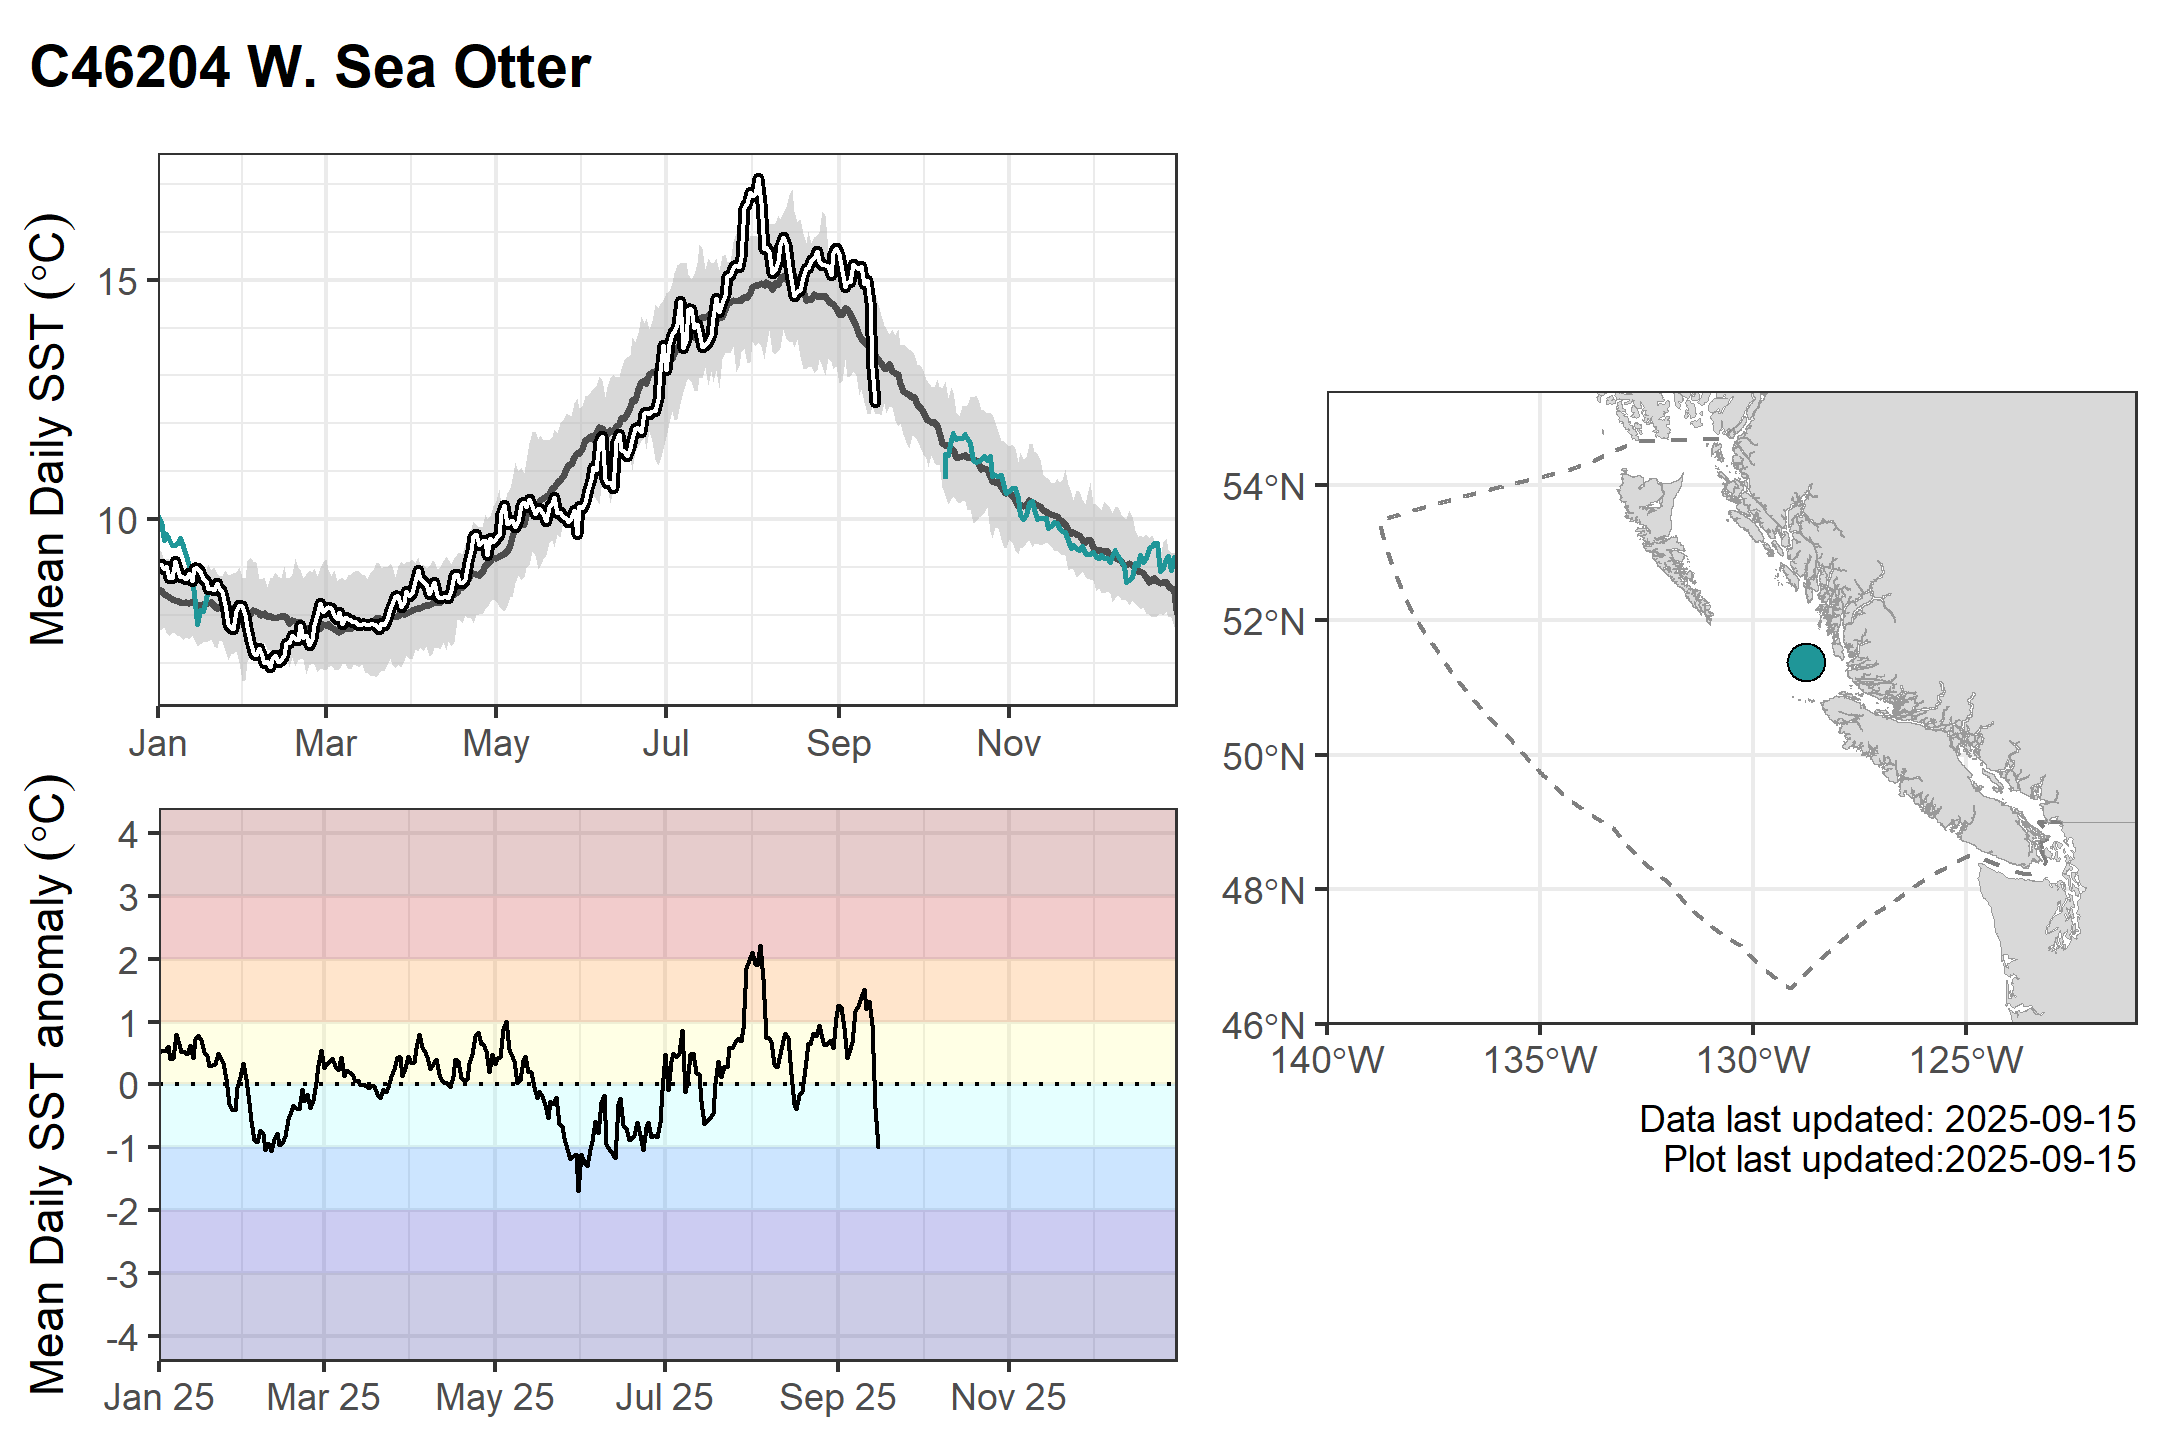 C46204 W. Sea Otter
Mean Daily SST (°C)
15
10
Jan Mar May Jul Sep Nov
Mean Daily SST anomaly (°C)
4
3
2
1
0
-1
-2
-3
-4
Jan 25 Mar 25 May 25 Jul 25 Sep 25 Nov 25
54°N
52°N
50°N
48°N
46°N
140°W 135°W 130°W 125°W
Data last updated: 2025-09-15
Plot last updated:2025-09-15